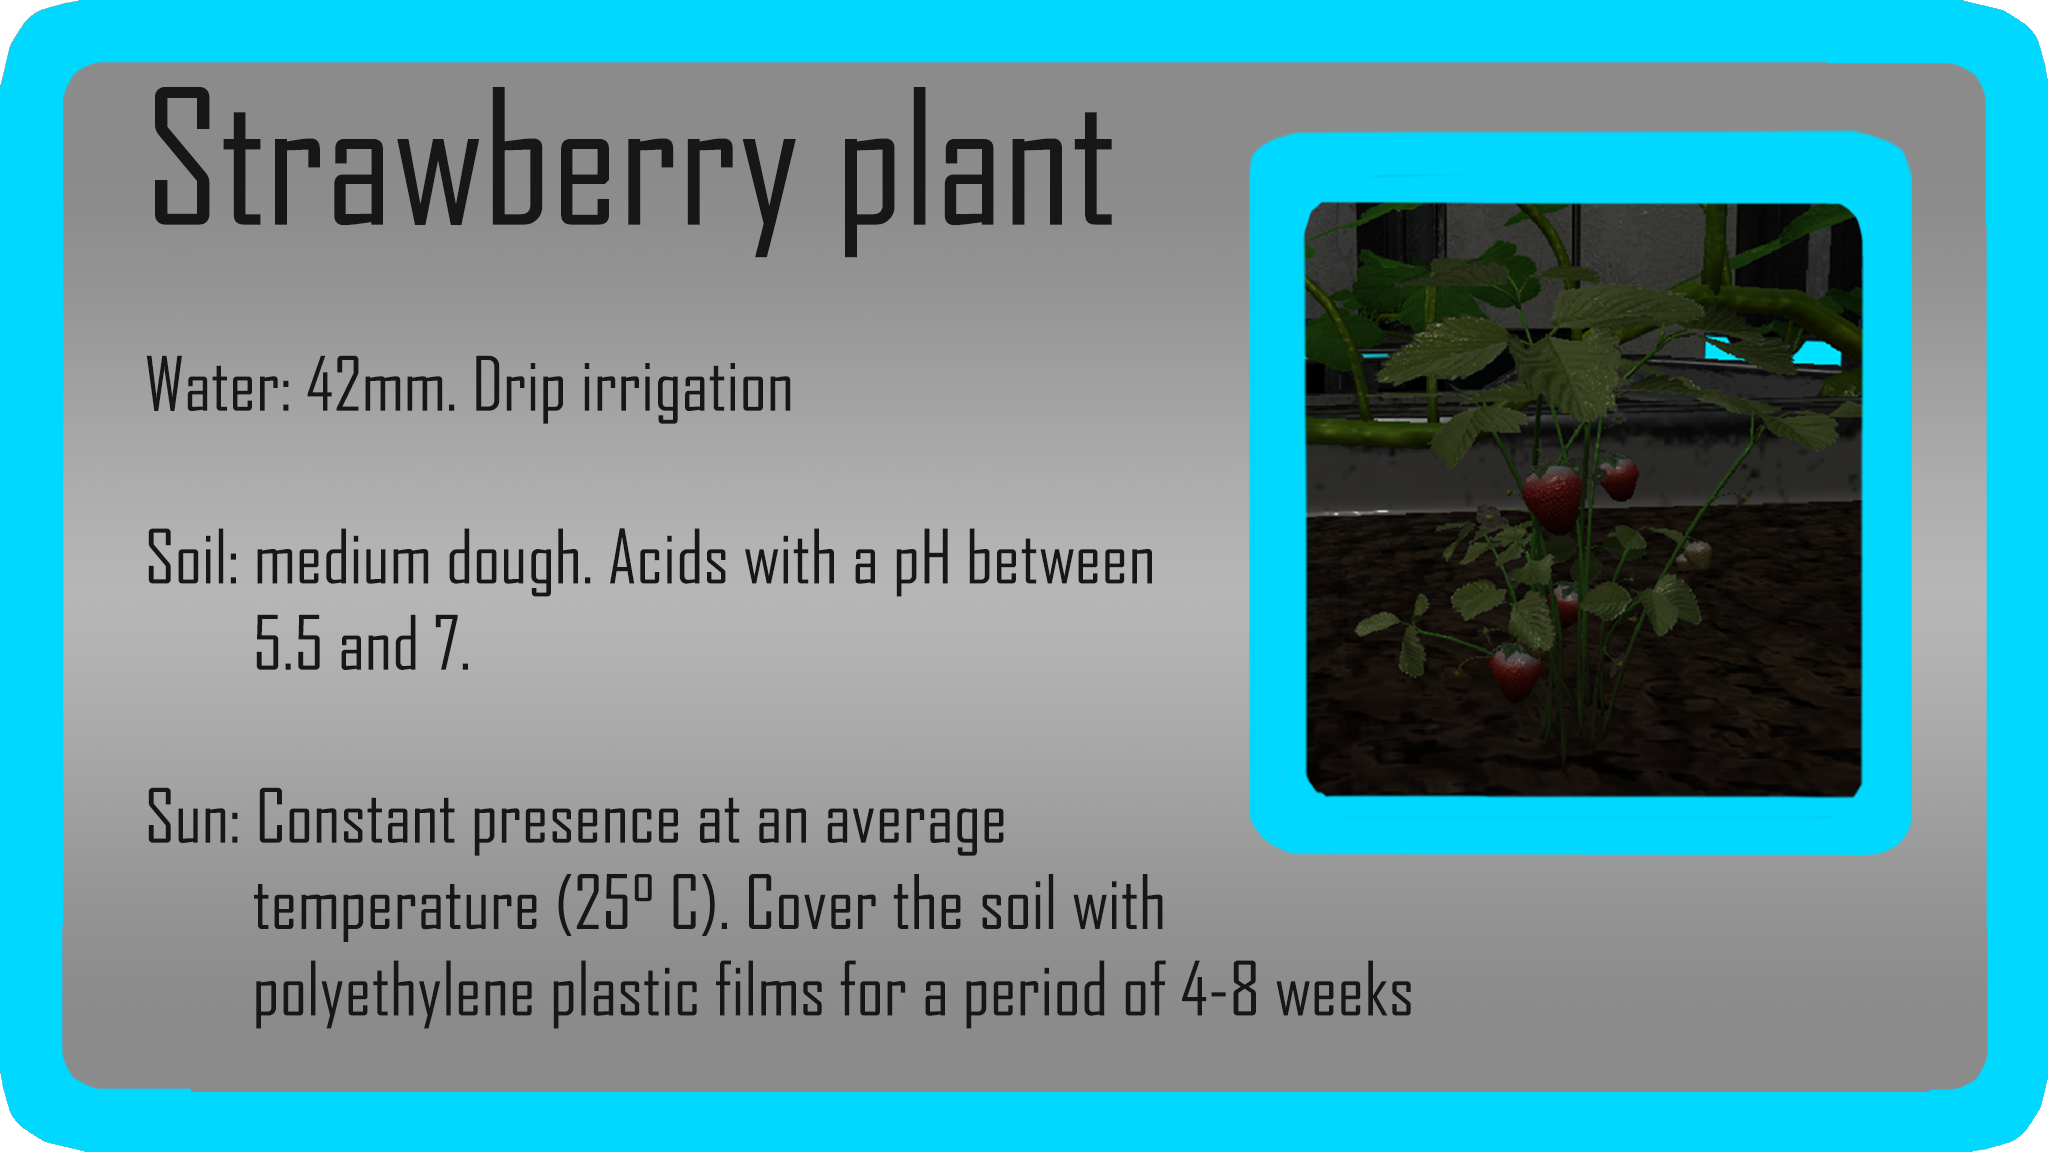 Strawberry plant
Water: 42mm. Drip irrigation
Soil: medium dough. Acids with a pH between
5.5 and 7.
Sun: Constant presence at an average
temperature (25º C). Cover the soil with
polyethylene plastic films for a period of 4-8 weeks